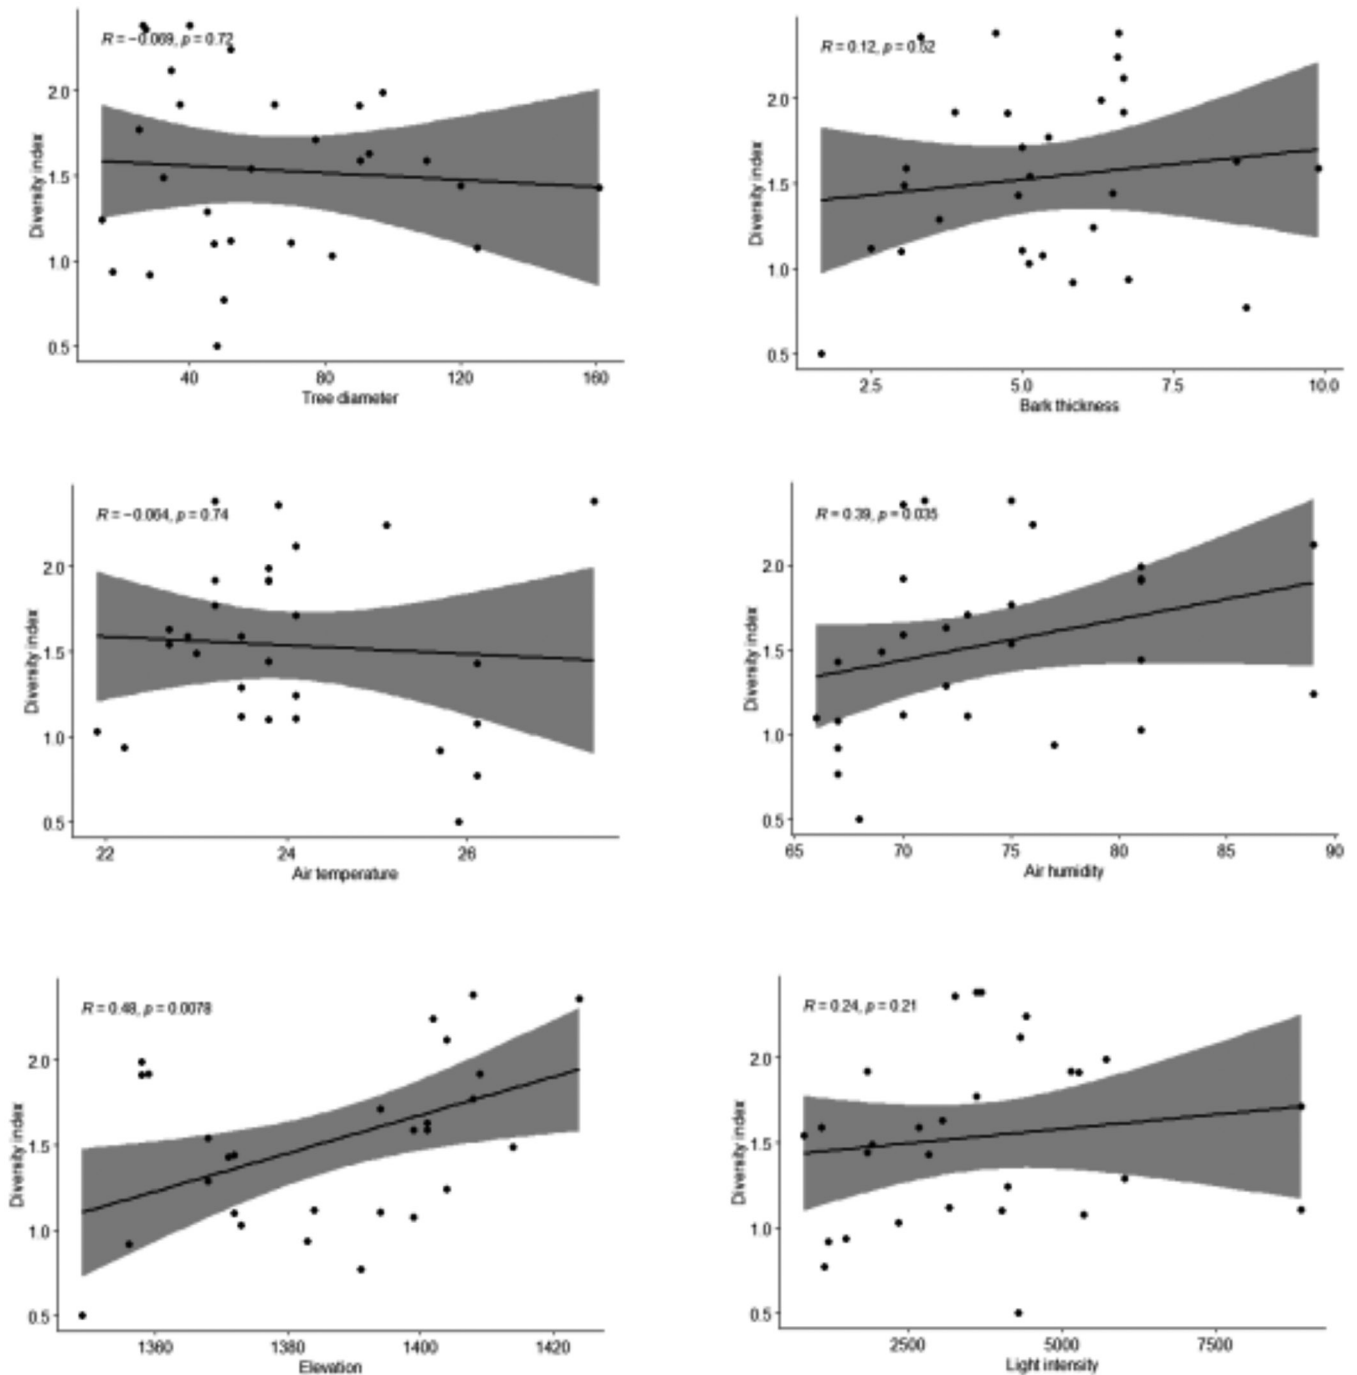 R = −0.069, p = 0.72
2.0
1.5
1.0
0.5
Diversity index
40 80 120 160
Tree diameter
R = 0.12, p = 0.52
2.0
1.5
1.0
0.5
Diversity index
2.5 5.0 7.5 10.0
Bark thickness
R = −0.064, p = 0.74
2.0
1.5
1.0
0.5
Diversity index
22 24 26
Air temperature
R = 0.39, p = 0.035
2.0
1.5
1.0
0.5
Diversity index
65 70 75 80 85 90
Air humidity
R = 0.48, p = 0.0078
2.0
1.5
1.0
0.5
Diversity index
1360 1380 1400 1420
Elevation
R = 0.24, p = 0.21
2.0
1.5
1.0
0.5
Diversity index
2500 5000 7500
Light intensity